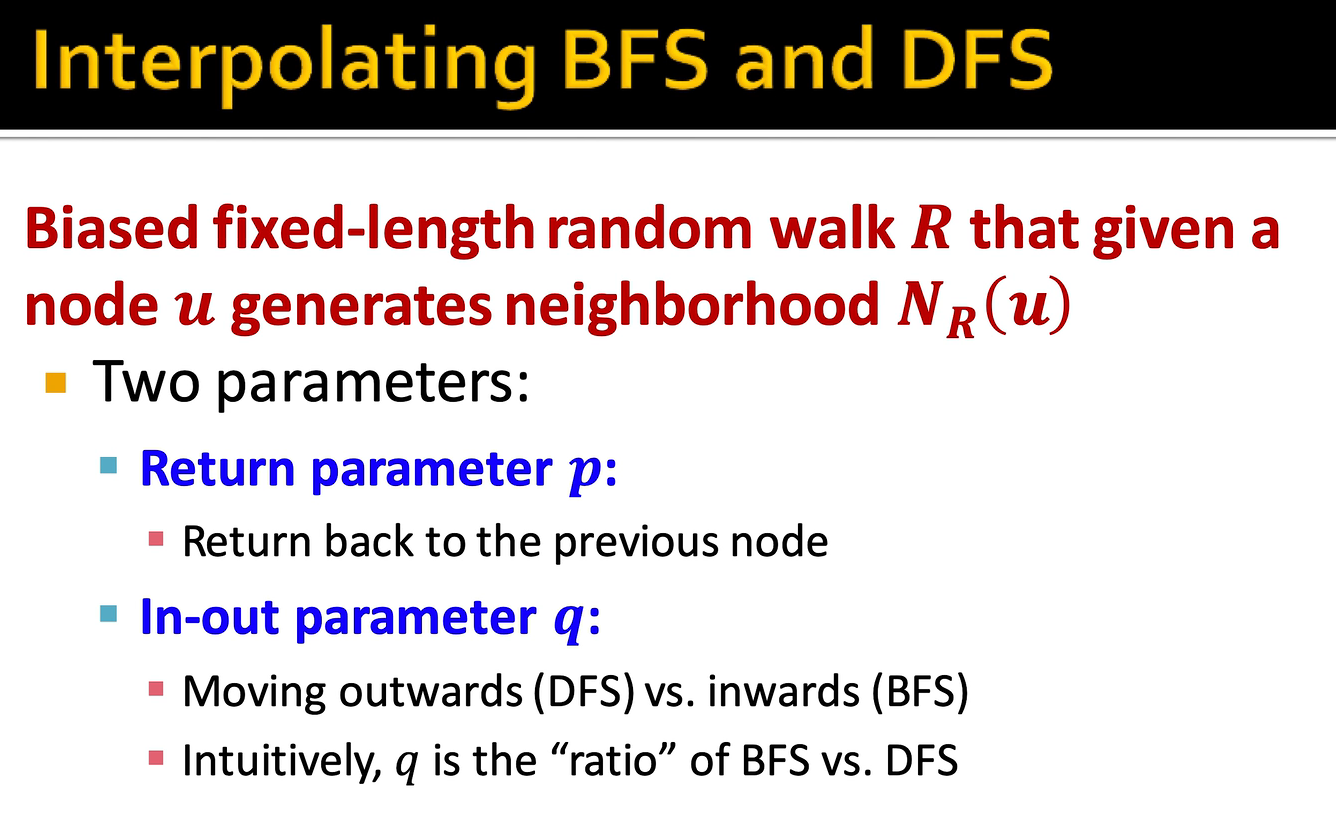 Interpolating BFS and DFS
Biased fixed-length random walk R that given a
node u generates neighborhood N_R(u)
Two parameters:
Return parameter p:
Return back to the previous node
In-out parameter q:
Moving outwards (DFS) vs. inwards (BFS)
Intuitively, q is the “ratio” of BFS vs. DFS